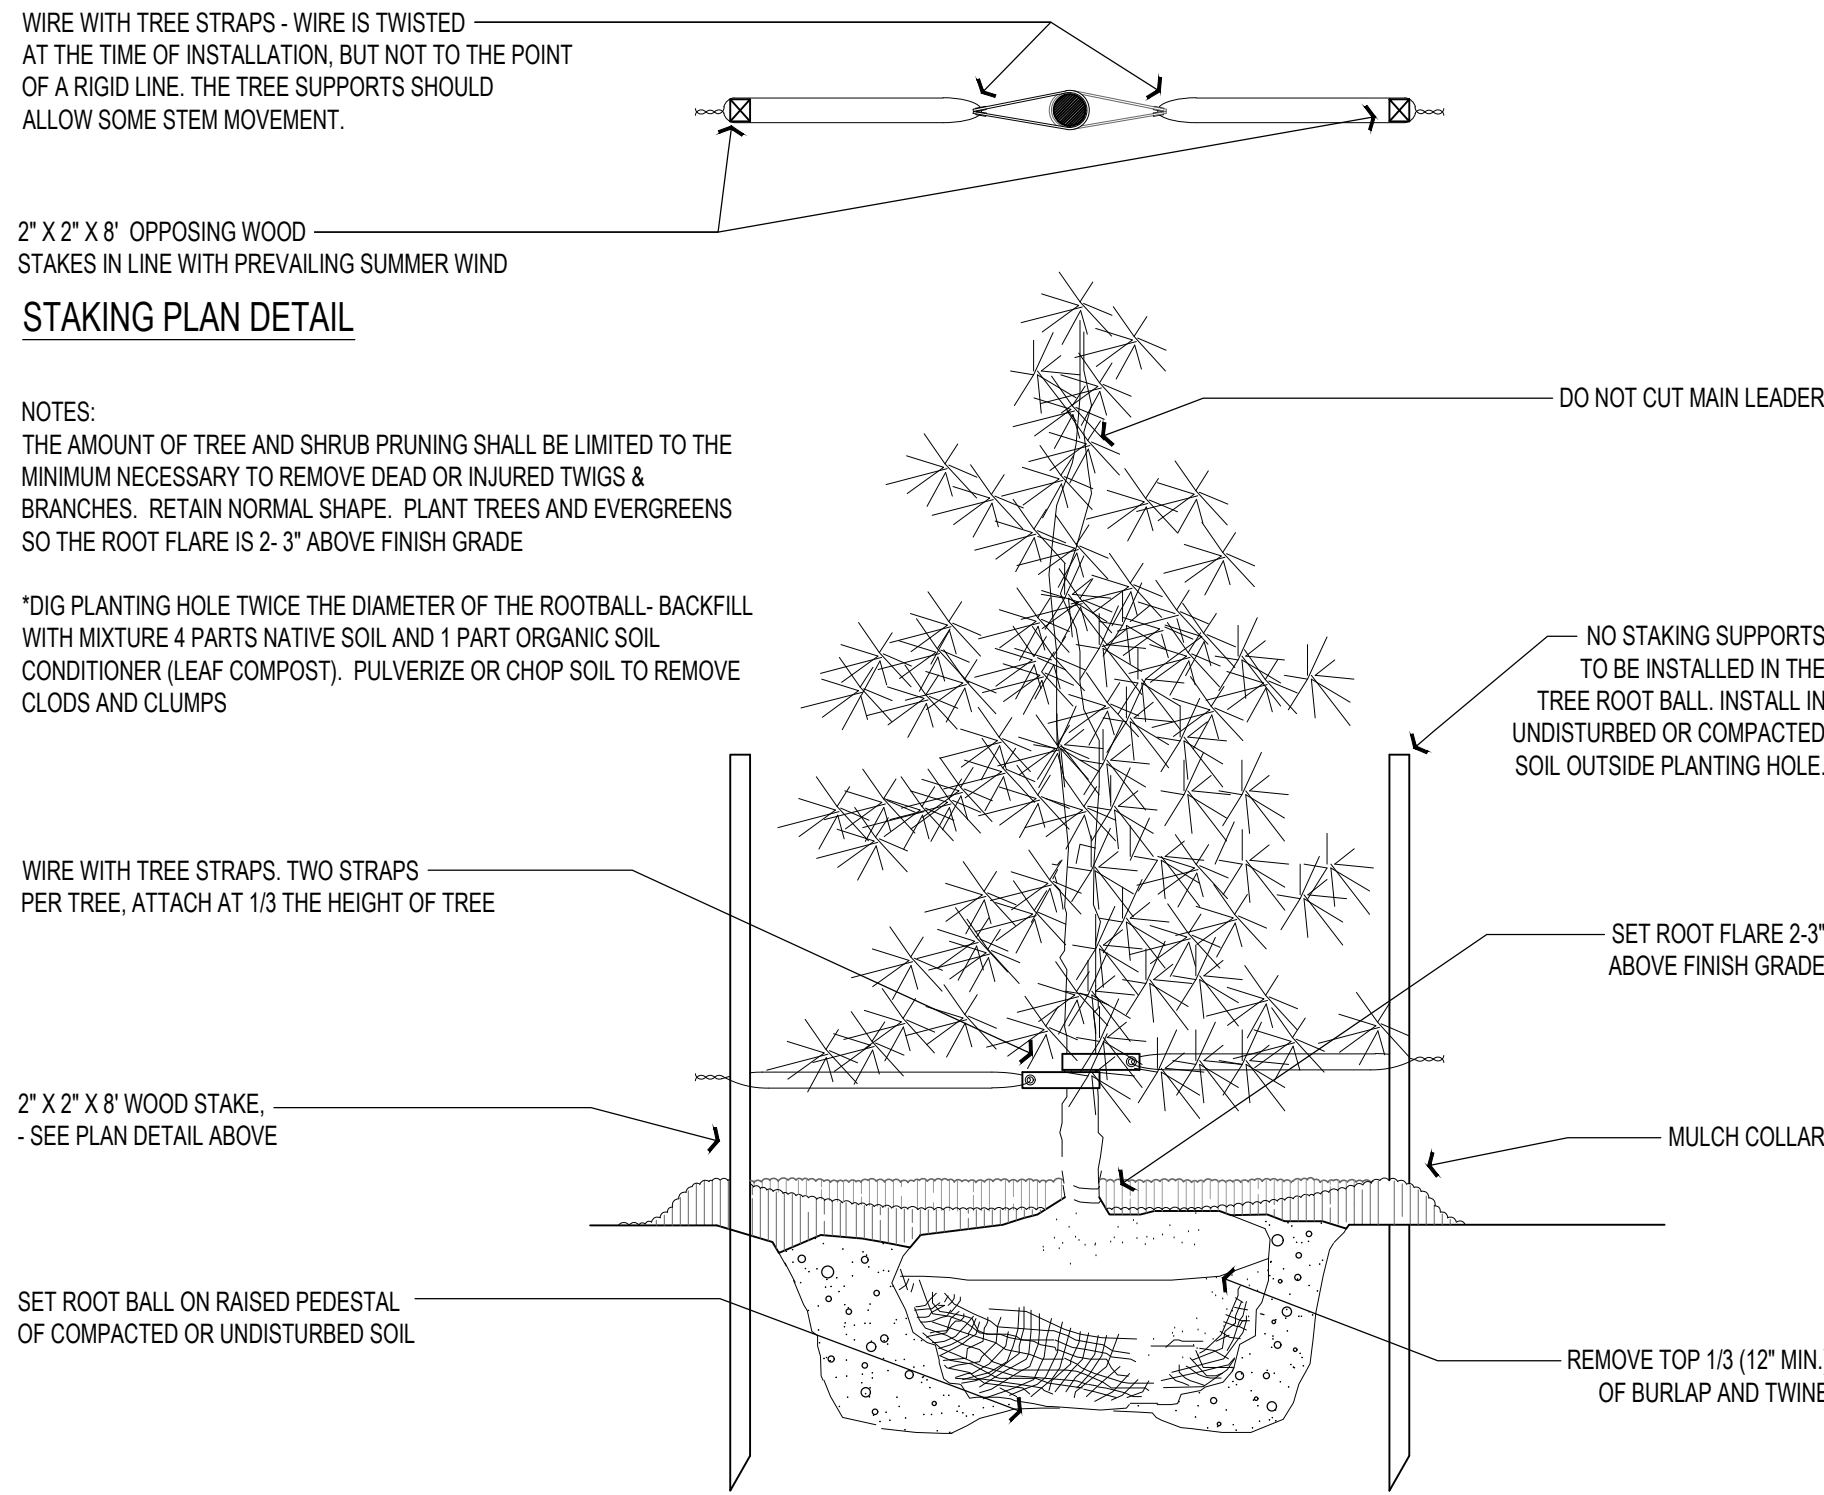 WIRE WITH TREE STRAPS - WIRE IS TWISTED
AT THE TIME OF INSTALLATION, BUT NOT TO THE POINT
OF A RIGID LINE. THE TREE SUPPORTS SHOULD
ALLOW SOME STEM MOVEMENT.
2" X 2" X 8' OPPOSING WOOD
STAKES IN LINE WITH PREVAILING SUMMER WIND
STAKING PLAN DETAIL
NOTES:
THE AMOUNT OF TREE AND SHRUB PRUNING SHALL BE LIMITED TO THE
MINIMUM NECESSARY TO REMOVE DEAD OR INJURED TWIGS &
BRANCHES. RETAIN NORMAL SHAPE. PLANT TREES AND EVERGREENS
SO THE ROOT FLARE IS 2- 3" ABOVE FINISH GRADE
*DIG PLANTING HOLE TWICE THE DIAMETER OF THE ROOTBALL- BACKFILL
WITH MIXTURE 4 PARTS NATIVE SOIL AND 1 PART ORGANIC SOIL
CONDITIONER (LEAF COMPOST). PULVERIZE OR CHOP SOIL TO REMOVE
CLODS AND CLUMPS
WIRE WITH TREE STRAPS. TWO STRAPS
PER TREE, ATTACH AT 1/3 THE HEIGHT OF TREE
2" X 2" X 8' WOOD STAKE,
- SEE PLAN DETAIL ABOVE
SET ROOT BALL ON RAISED PEDESTAL
OF COMPACTED OR UNDISTURBED SOIL
DO NOT CUT MAIN LEADER
NO STAKING SUPPORTS
TO BE INSTALLED IN THE
TREE ROOT BALL. INSTALL IN
UNDISTURBED OR COMPACTED
SOIL OUTSIDE PLANTING HOLE.
SET ROOT FLARE 2-3"
ABOVE FINISH GRADE
MULCH COLLAR
REMOVE TOP 1/3 (12" MIN.)
OF BURLAP AND TWINE